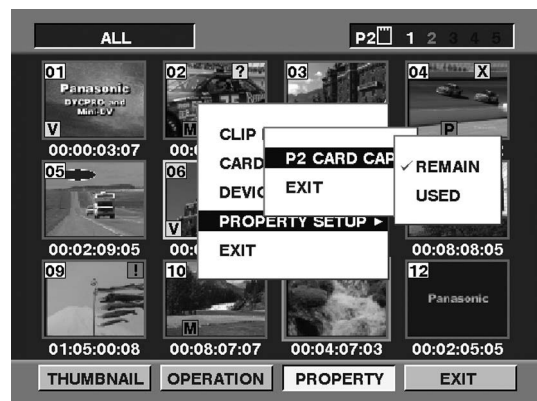 ALL
P2 1 2 3 4 5
01
Panasonic
DVCPRO and
Mini-DV
V
00:00:03:07
02 ?
M
00:
03
04 X
P
05
00:02:09:05
06
V
00:
00:08:08:05
CLIP
CARD
DEVIC
PROPERTY SETUP ►
EXIT
P2 CARD CAP
EXIT
✓ REMAIN
USED
09 !
01:05:00:08
10
M
00:08:07:07
00:04:07:03
12
Panasonic
00:02:05:05
THUMBNAIL
OPERATION
PROPERTY
EXIT